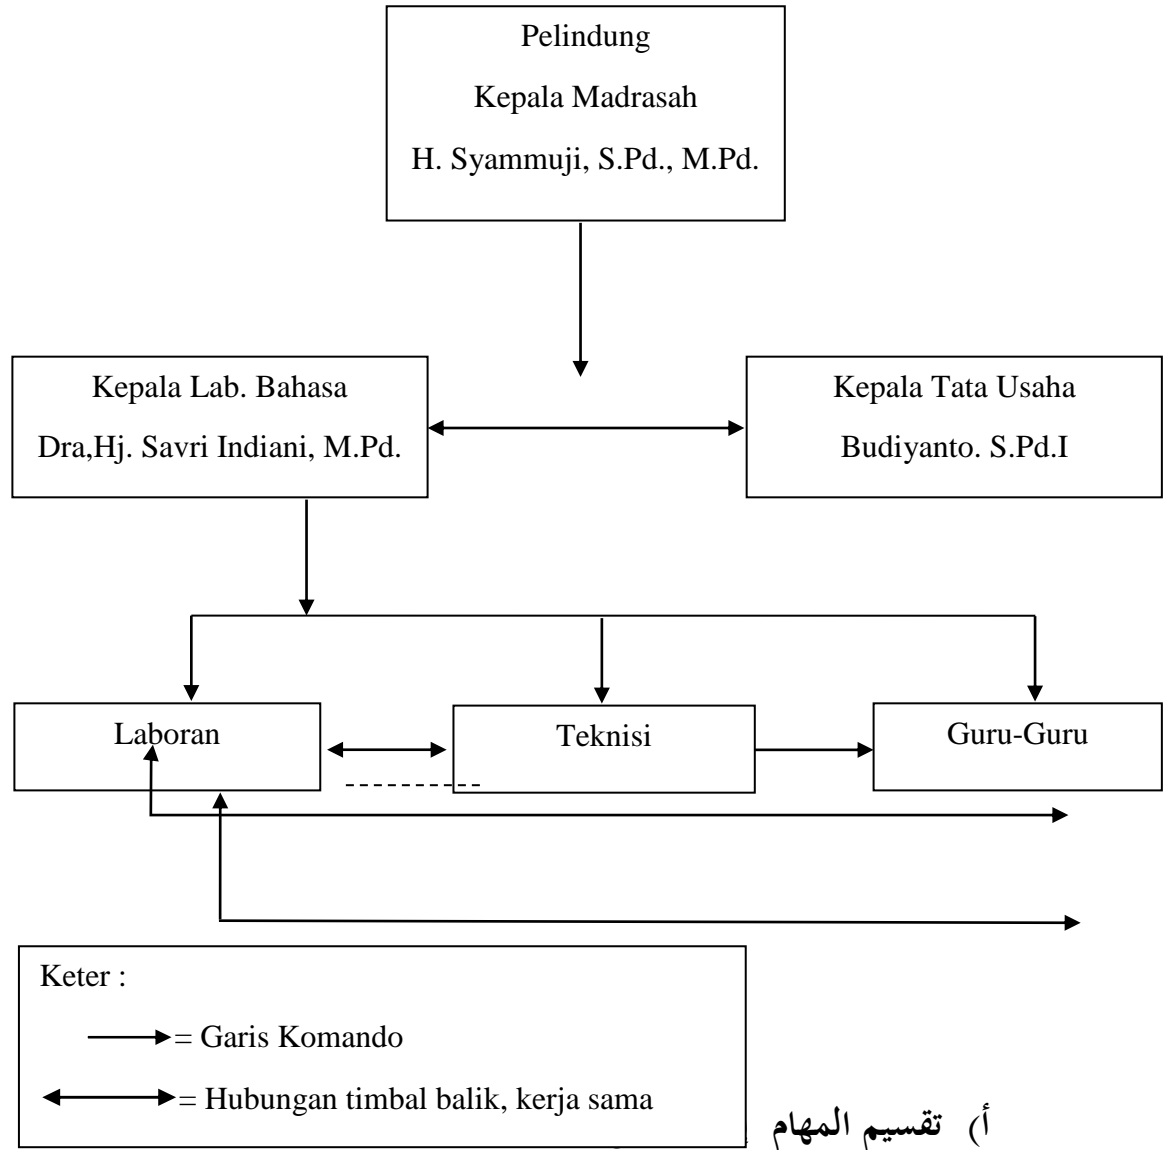 Pelindung
Kepala Madrasah
H. Syammuji, S.Pd., M.Pd.
Kepala Lab. Bahasa
Dra,Hj. Savri Indiani, M.Pd.
Kepala Tata Usaha
Budiyanto. S.Pd.I
Laboran
Teknisi
Guru-Guru
Keter :
= Garis Komando
= Hubungan timbal balik, kerja sama
أ) تقسيم المهام